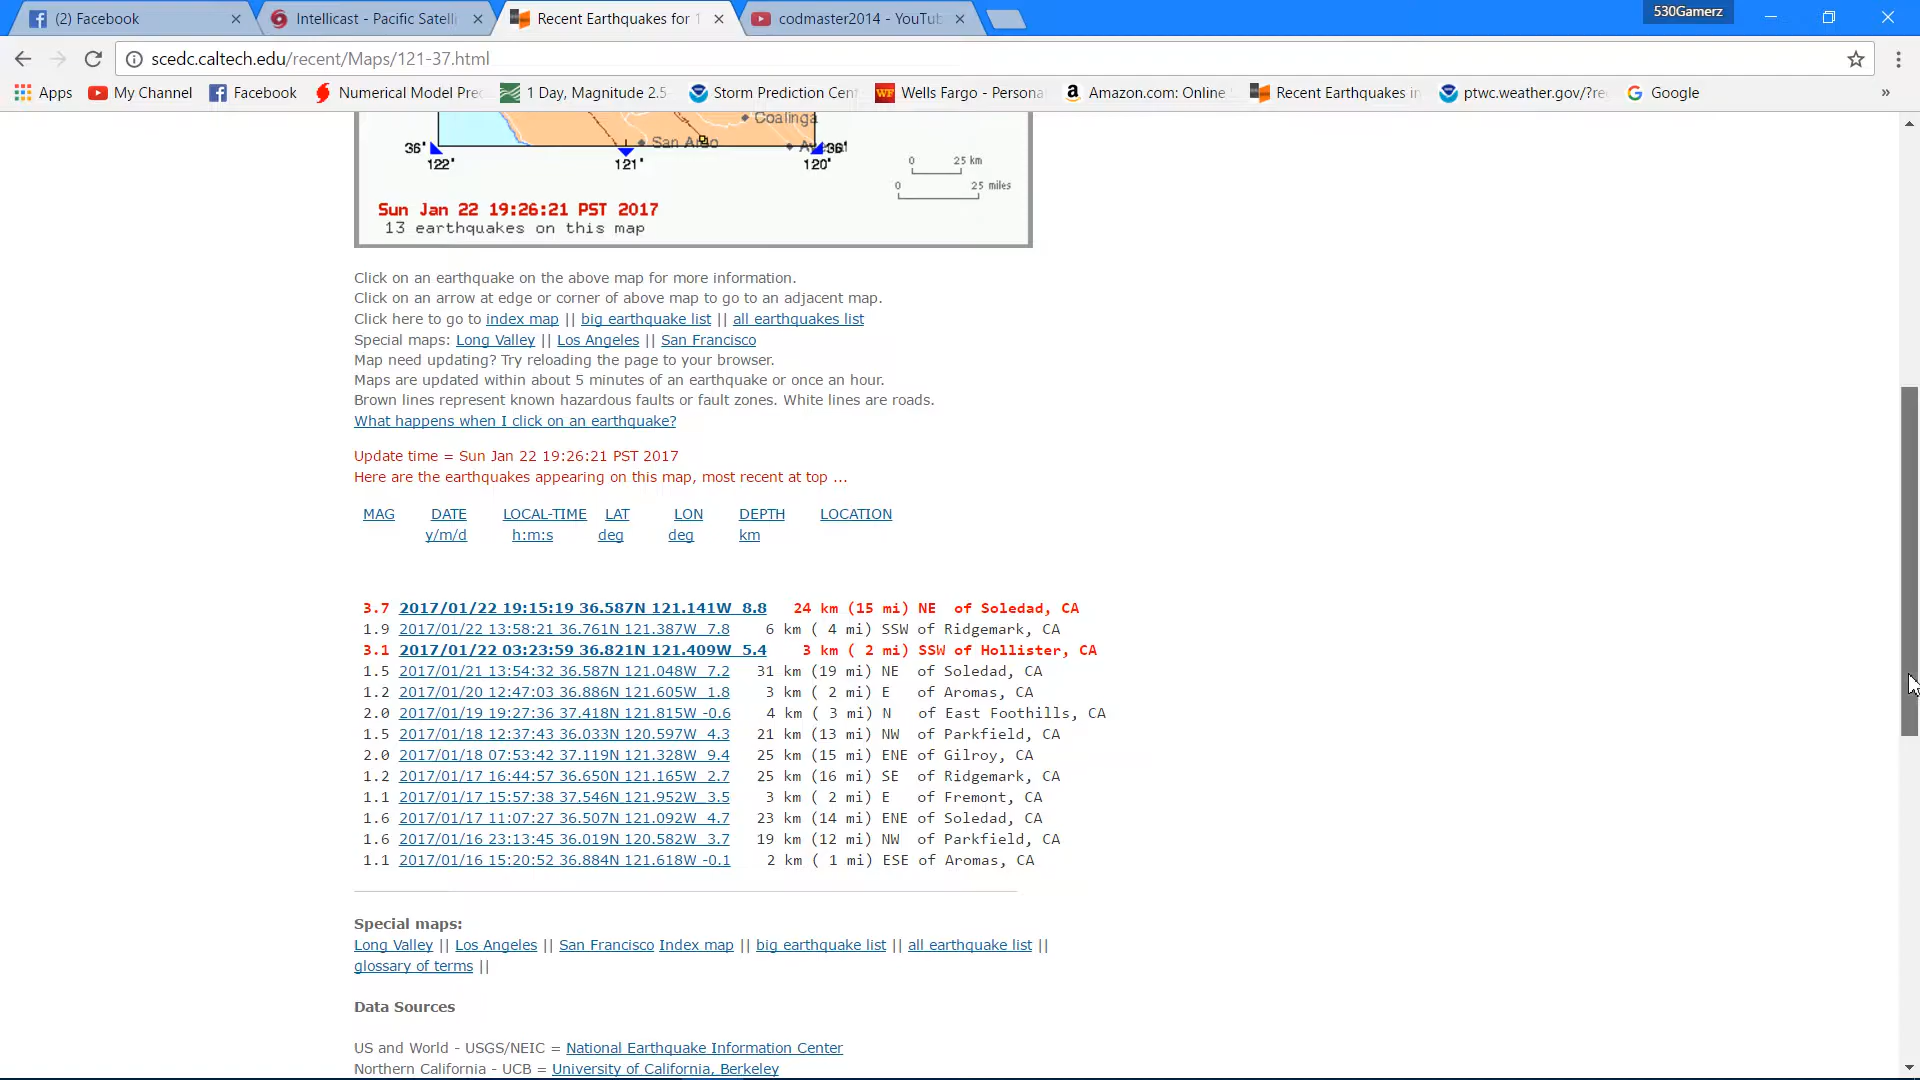 (2) Facebook
Intellicast - Pacific Satelli
Recent Earthquakes for 1
codmaster2014 - YouTub
530Gamerz
scedc.caltech.edu/recent/Maps/121-37.html
Apps
My Channel
Facebook
Numerical Model Pre
1 Day, Magnitude 2.5
Storm Prediction Cen
Wells Fargo - Persona
Amazon.com: Online
Recent Earthquakes in
ptwc.weather.gov/?re
Google
»
Coalinga
San Ardo
36°
36°
122°
121°
120°
0 25 km
0 25 miles
Sun Jan 22 19:26:21 PST 2017
13 earthquakes on this map
Click on an earthquake on the above map for more information.
Click on an arrow at edge or corner of above map to go to an adjacent map.
Click here to go to index map || big earthquake list || all earthquakes list
Special maps: Long Valley || Los Angeles || San Francisco
Map need updating? Try reloading the page to your browser.
Maps are updated within about 5 minutes of an earthquake or once an hour.
Brown lines represent known hazardous faults or fault zones. White lines are roads.
What happens when I click on an earthquake?
Update time = Sun Jan 22 19:26:21 PST 2017
Here are the earthquakes appearing on this map, most recent at top ...
MAG DATE LOCAL-TIME LAT LON DEPTH LOCATION
y/m/d h:m:s deg deg km
3.7 2017/01/22 19:15:19 36.587N 121.141W 8.8 24 km (15 mi) NE of Soledad, CA
1.9 2017/01/22 13:58:21 36.761N 121.387W 7.8 6 km ( 4 mi) SSW of Ridgemark, CA
3.1 2017/01/22 03:23:59 36.821N 121.409W 5.4 3 km ( 2 mi) SSW of Hollister, CA
1.5 2017/01/21 13:54:32 36.587N 121.048W 7.2 31 km (19 mi) NE of Soledad, CA
1.2 2017/01/20 12:47:03 36.886N 121.605W 1.8 3 km ( 2 mi) E of Aromas, CA
2.0 2017/01/19 19:27:36 37.418N 121.815W -0.6 4 km ( 3 mi) N of East Foothills, CA
1.5 2017/01/18 12:37:43 36.033N 120.597W 4.3 21 km (13 mi) NW of Parkfield, CA
2.0 2017/01/18 07:53:42 37.119N 121.328W 9.4 25 km (15 mi) ENE of Gilroy, CA
1.2 2017/01/17 16:44:57 36.650N 121.165W 2.7 25 km (16 mi) SE of Ridgemark, CA
1.1 2017/01/17 15:57:38 37.546N 121.952W 3.5 3 km ( 2 mi) E of Fremont, CA
1.6 2017/01/17 11:07:27 36.507N 121.092W 4.7 23 km (14 mi) ENE of Soledad, CA
1.6 2017/01/16 23:13:45 36.019N 120.582W 3.7 19 km (12 mi) NW of Parkfield, CA
1.1 2017/01/16 15:20:52 36.884N 121.618W -0.1 2 km ( 1 mi) ESE of Aromas, CA
Special maps:
Long Valley || Los Angeles || San Francisco Index map || big earthquake list || all earthquake list ||
glossary of terms ||
Data Sources
US and World - USGS/NEIC = National Earthquake Information Center
Northern California - UCB = University of California, Berkeley